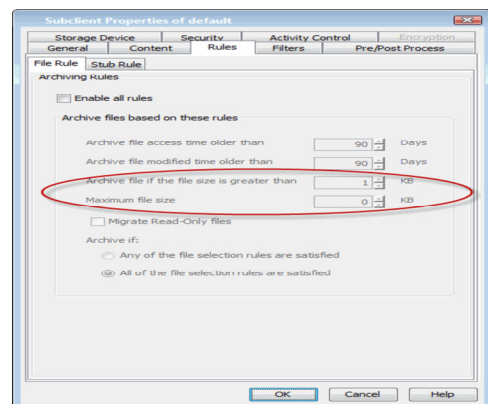 Subclient Properties of default
Storage Device Security Activity Control Encryption
General Content Rules Filters Pre/Post Process
File Rule Stub Rule
Archiving Rules
Enable all rules
Archive files based on these rules
Archive file access time older than 90 Days
Archive file modified time older than 90 Days
Archive file if the file size is greater than 1 KB
Maximum file size 0 KB
Migrate Read-Only files
Archive if:
Any of the file selection rules are satisfied
All of the file selection rules are satisfied
OK Cancel Help